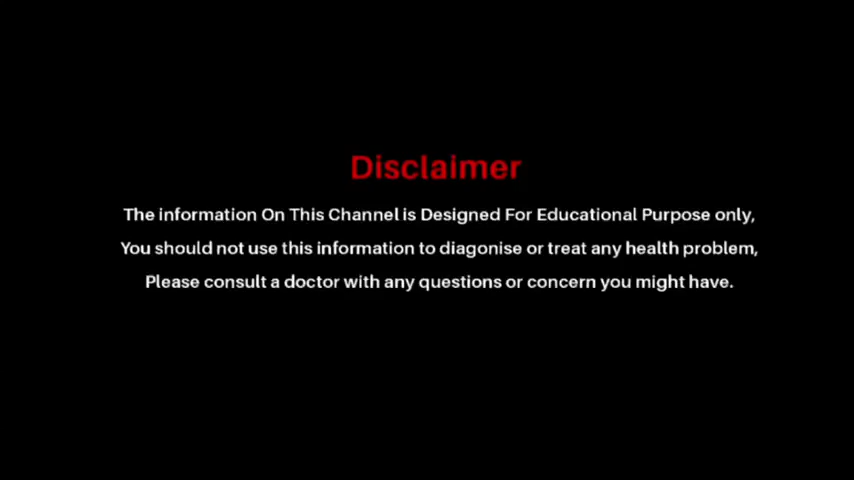 Disclaimer
The information On This Channel is Designed For Educational Purpose only,
You should not use this information to diagonise or treat any health problem,
Please consult a doctor with any questions or concern you might have.